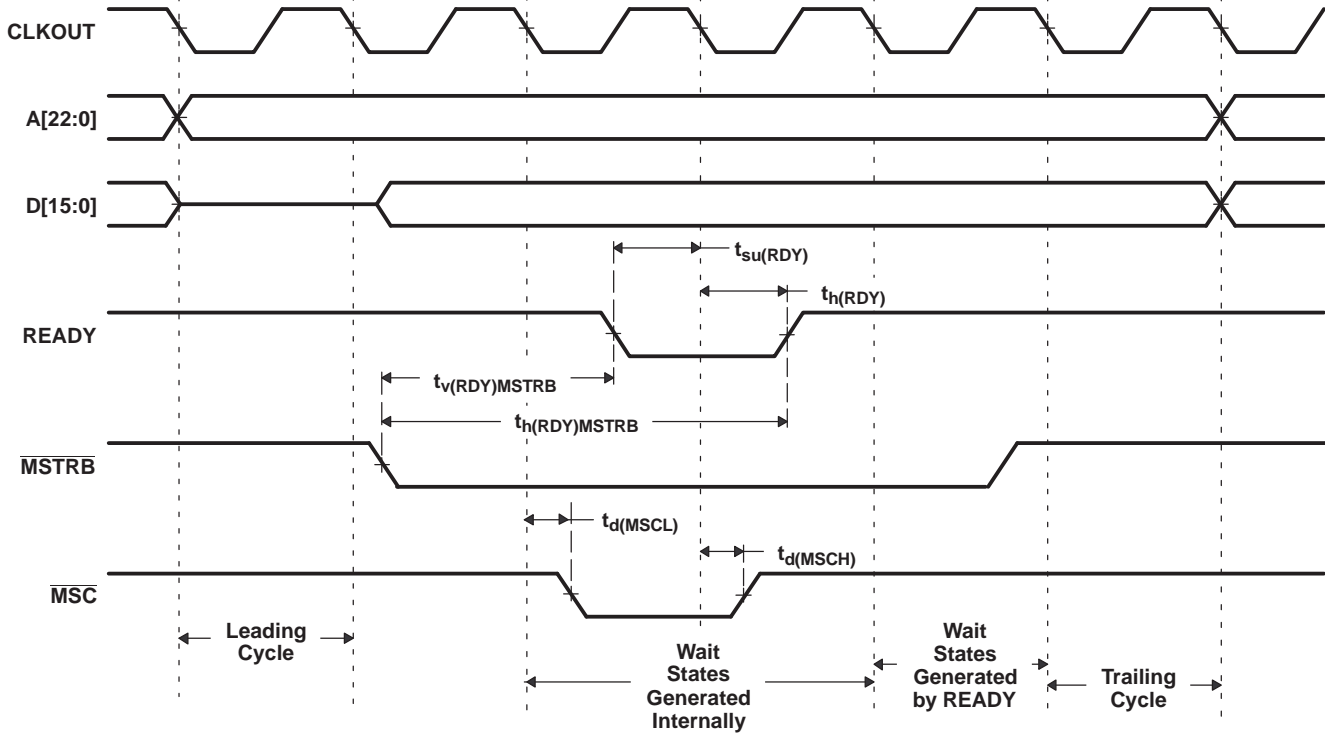 CLKOUT
A[22:0]
D[15:0]
tsu(RDY)
th(RDY)
READY
tv(RDY)MSTRB
th(RDY)MSTRB
MSTRB
td(MSCL)
td(MSCH)
MSC
Leading
Cycle
Wait
States
Generated
Internally
Wait
States
Generated
by READY
Trailing
Cycle